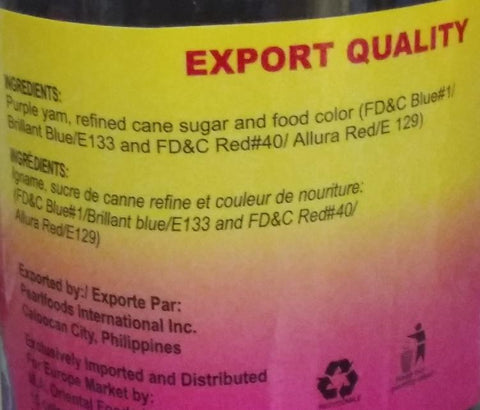 EXPORT QUALITY
INGREDIENTS:
Purple yam, refined cane sugar and food color (FD&C Blue#1/
Brillant Blue/E133 and FD&C Red#40/ Allura Red/E 129)
INGRÉDIENTS:
Igname, sucre de canne refine et couleur de nouriture:
(FD&C Blue#1/Brillant blue/E133 and FD&C Red#40/
Allura Red/E129)
Exported by:/ Exporte Par:
Pearlfoods International Inc.
Caloocan City, Philippines
Exclusively Imported and Distributed
For Europe Market by:
Oriental